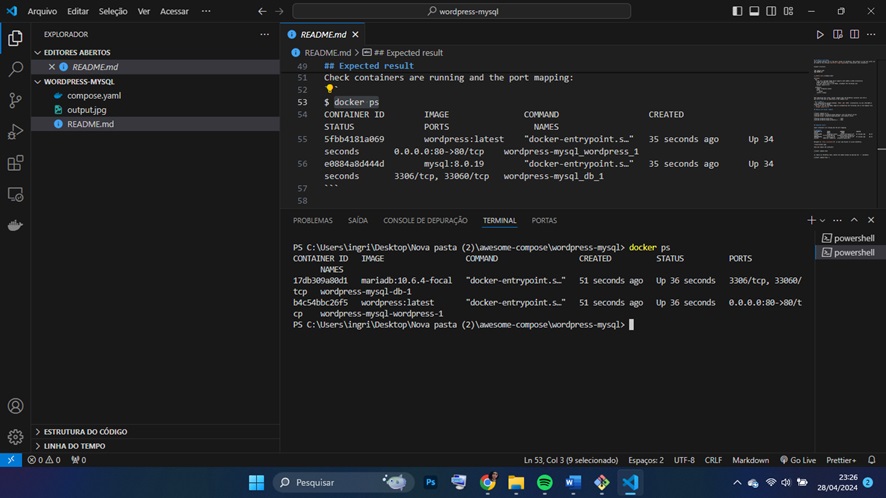 Arquivo Editar Seleção Ver Acessar ··· wordpress-mysql
EXPLORADOR ···
EDITORES ABERTOS
README.md
WORDPRESS-MYSQL
compose.yaml
output.jpg
README.md
ESTRUTURA DO CÓDIGO
LINHA DO TEMPO
README.md
README.md > ## Expected result
49 ## Expected result
51 Check containers are running and the port mapping:
52 `
53 $ docker ps
54 CONTAINER ID IMAGE COMMAND CREATED
STATUS PORTS NAMES
55 5fbb4181a069 wordpress:latest "docker-entrypoint.s…" 35 seconds ago Up 34
seconds 0.0.0.0:80->80/tcp wordpress-mysql_wordpress_1
56 e0884a8d444d mysql:8.0.19 "docker-entrypoint.s…" 35 seconds ago Up 34
seconds 3306/tcp, 33060/tcp wordpress-mysql_db_1
57 ```
58
PROBLEMAS SAÍDA CONSOLE DE DEPURAÇÃO TERMINAL PORTAS
PS C:\Users\ingri\Desktop\Nova pasta (2)\awesome-compose\wordpress-mysql> docker ps
CONTAINER ID IMAGE COMMAND CREATED STATUS PORTS
NAMES
17db309a80d1 mariadb:10.6.4-focal "docker-entrypoint.s…" 51 seconds ago Up 36 seconds 3306/tcp, 33060/
tcp wordpress-mysql-db-1
b4c54bbc26f5 wordpress:latest "docker-entrypoint.s…" 51 seconds ago Up 36 seconds 0.0.0.0:80->80/t
cp wordpress-mysql-wordpress-1
PS C:\Users\ingri\Desktop\Nova pasta (2)\awesome-compose\wordpress-mysql>
powershell
powershell
0 0 0 Ln 53, Col 3 (9 selecionado) Espaços: 2 UTF-8 CRLF Markdown Go Live Prettier+
Pesquisar
Ps
23:26
28/04/2024
2